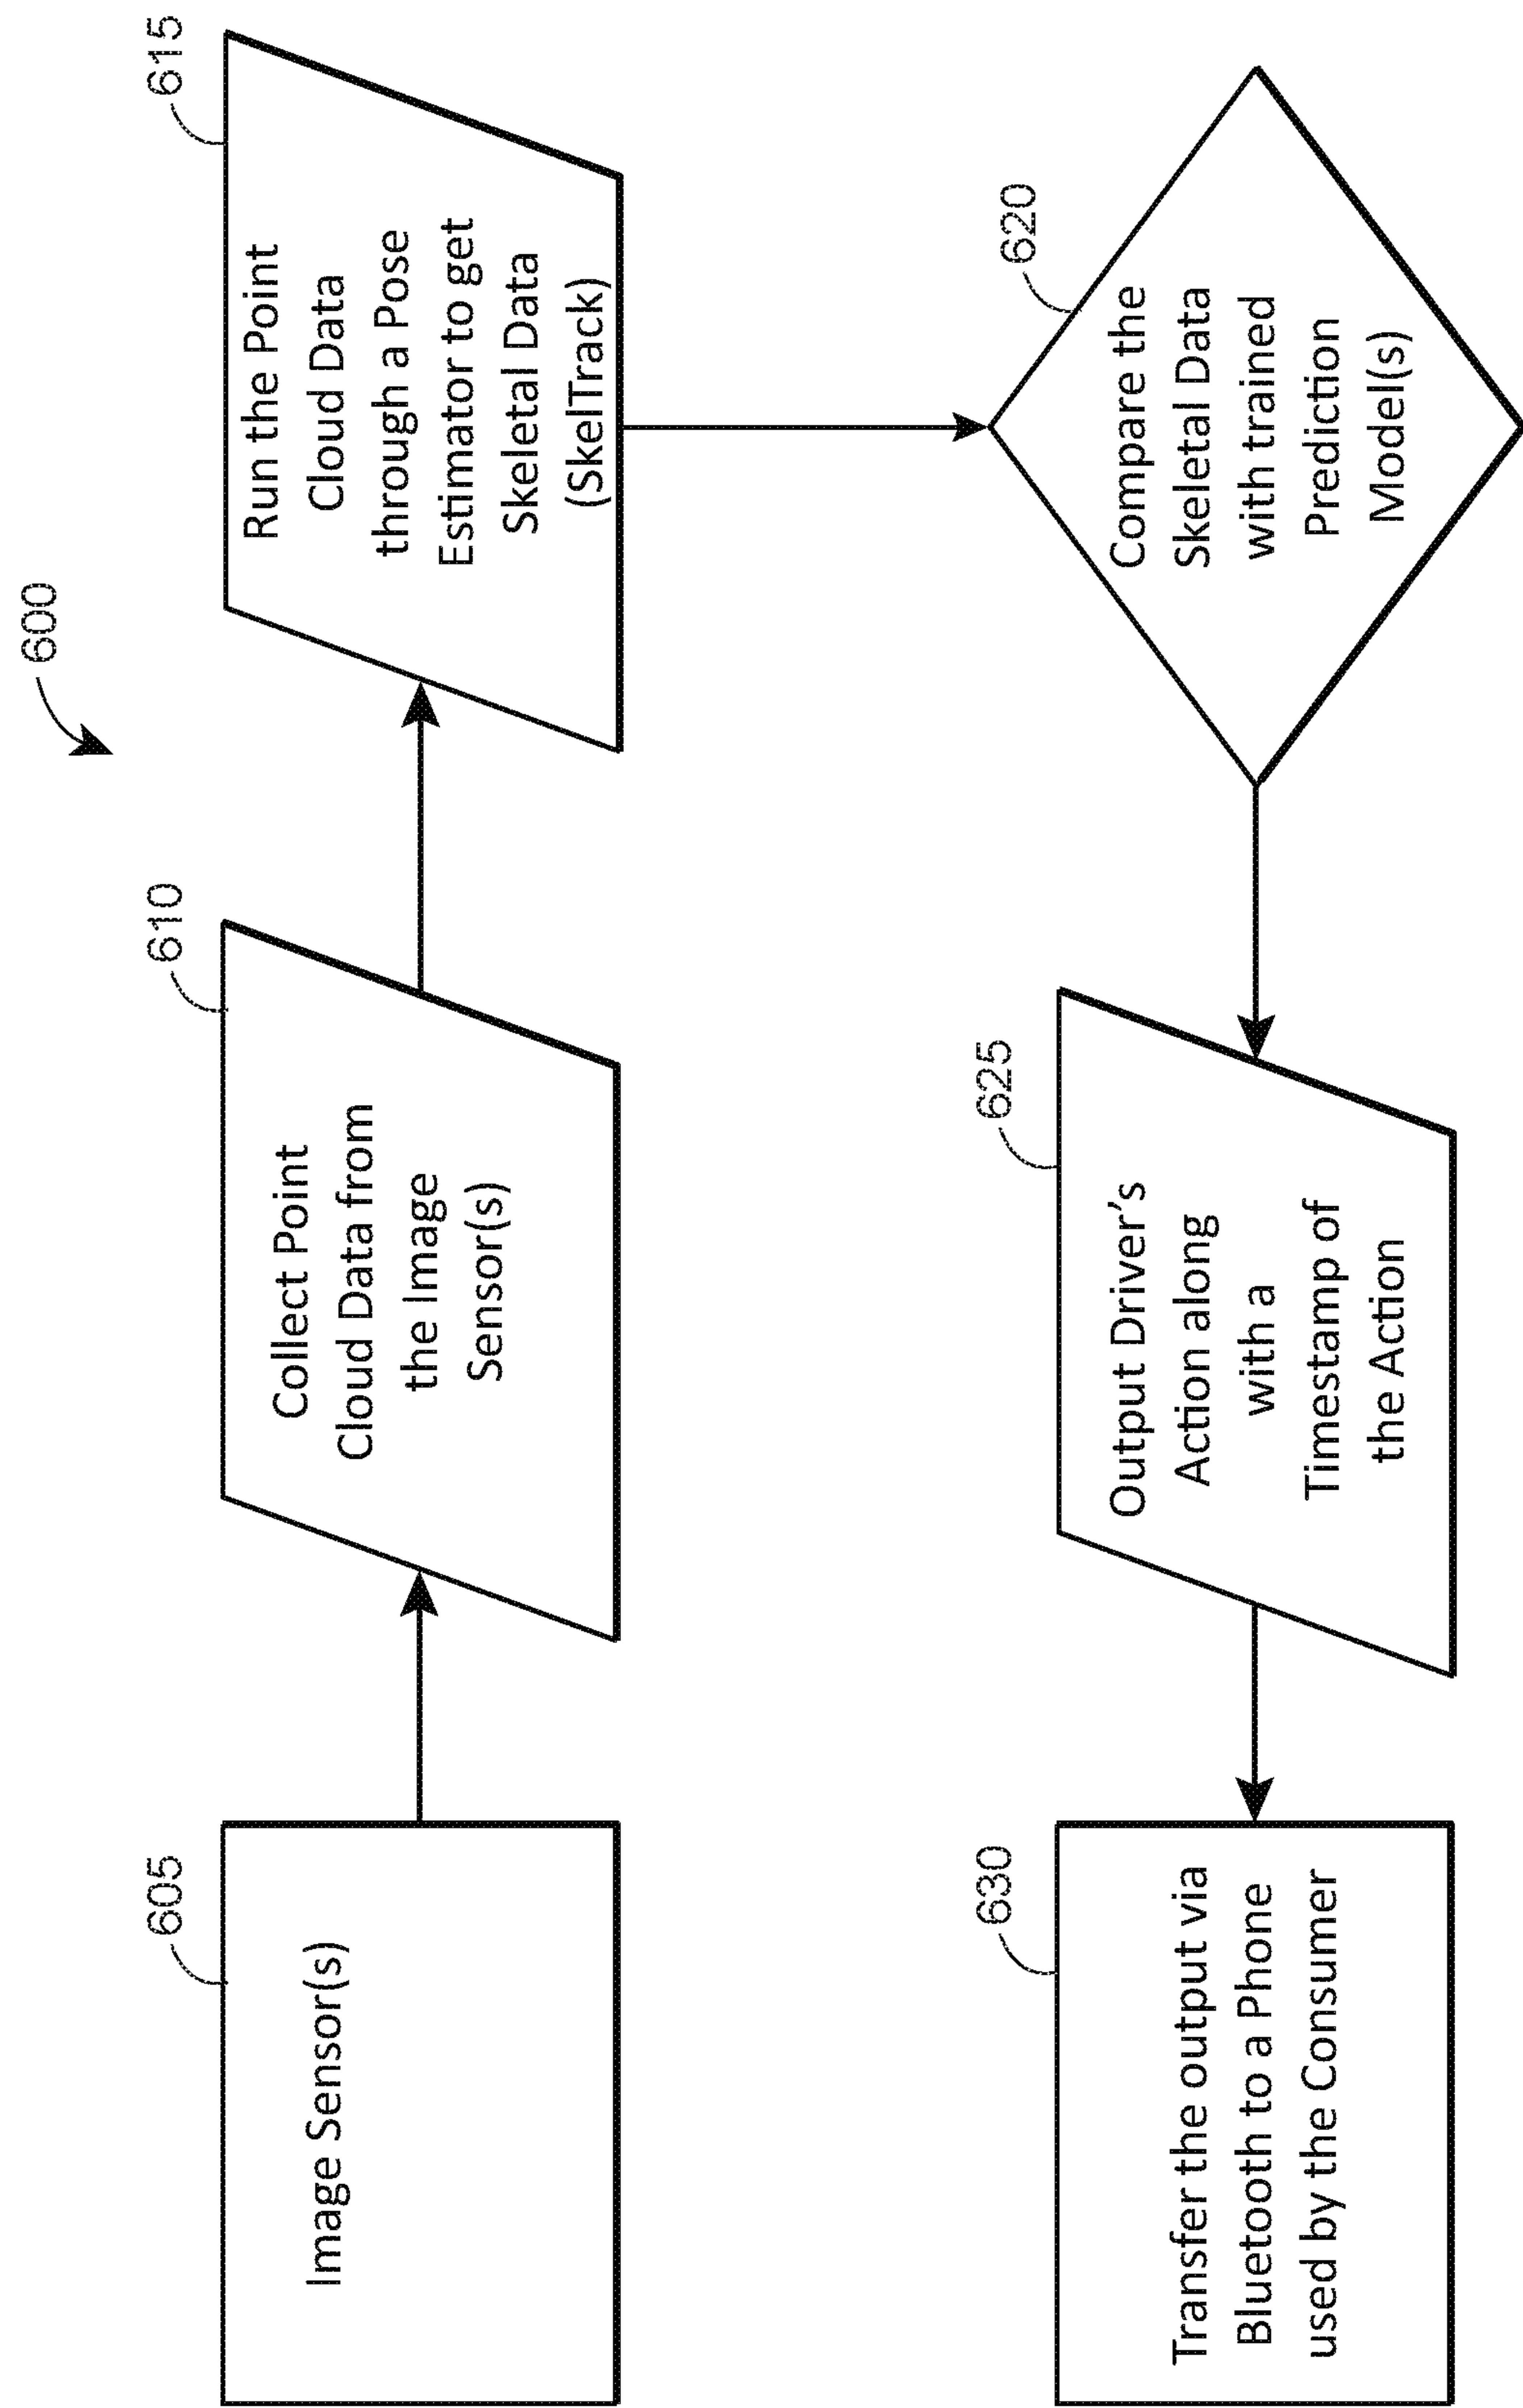 600
605
Image Sensor(s)
610
Collect Point
Cloud Data from
the Image
Sensor(s)
615
Run the Point
Cloud Data
through a Pose
Estimator to get
Skeletal Data
(SkelTrack)
620
Compare the
Skeletal Data
with trained
Prediction
Model(s)
625
Output Driver’s
Action along
with a
Timestamp of
the Action
630
Transfer the output via
Bluetooth to a Phone
used by the Consumer